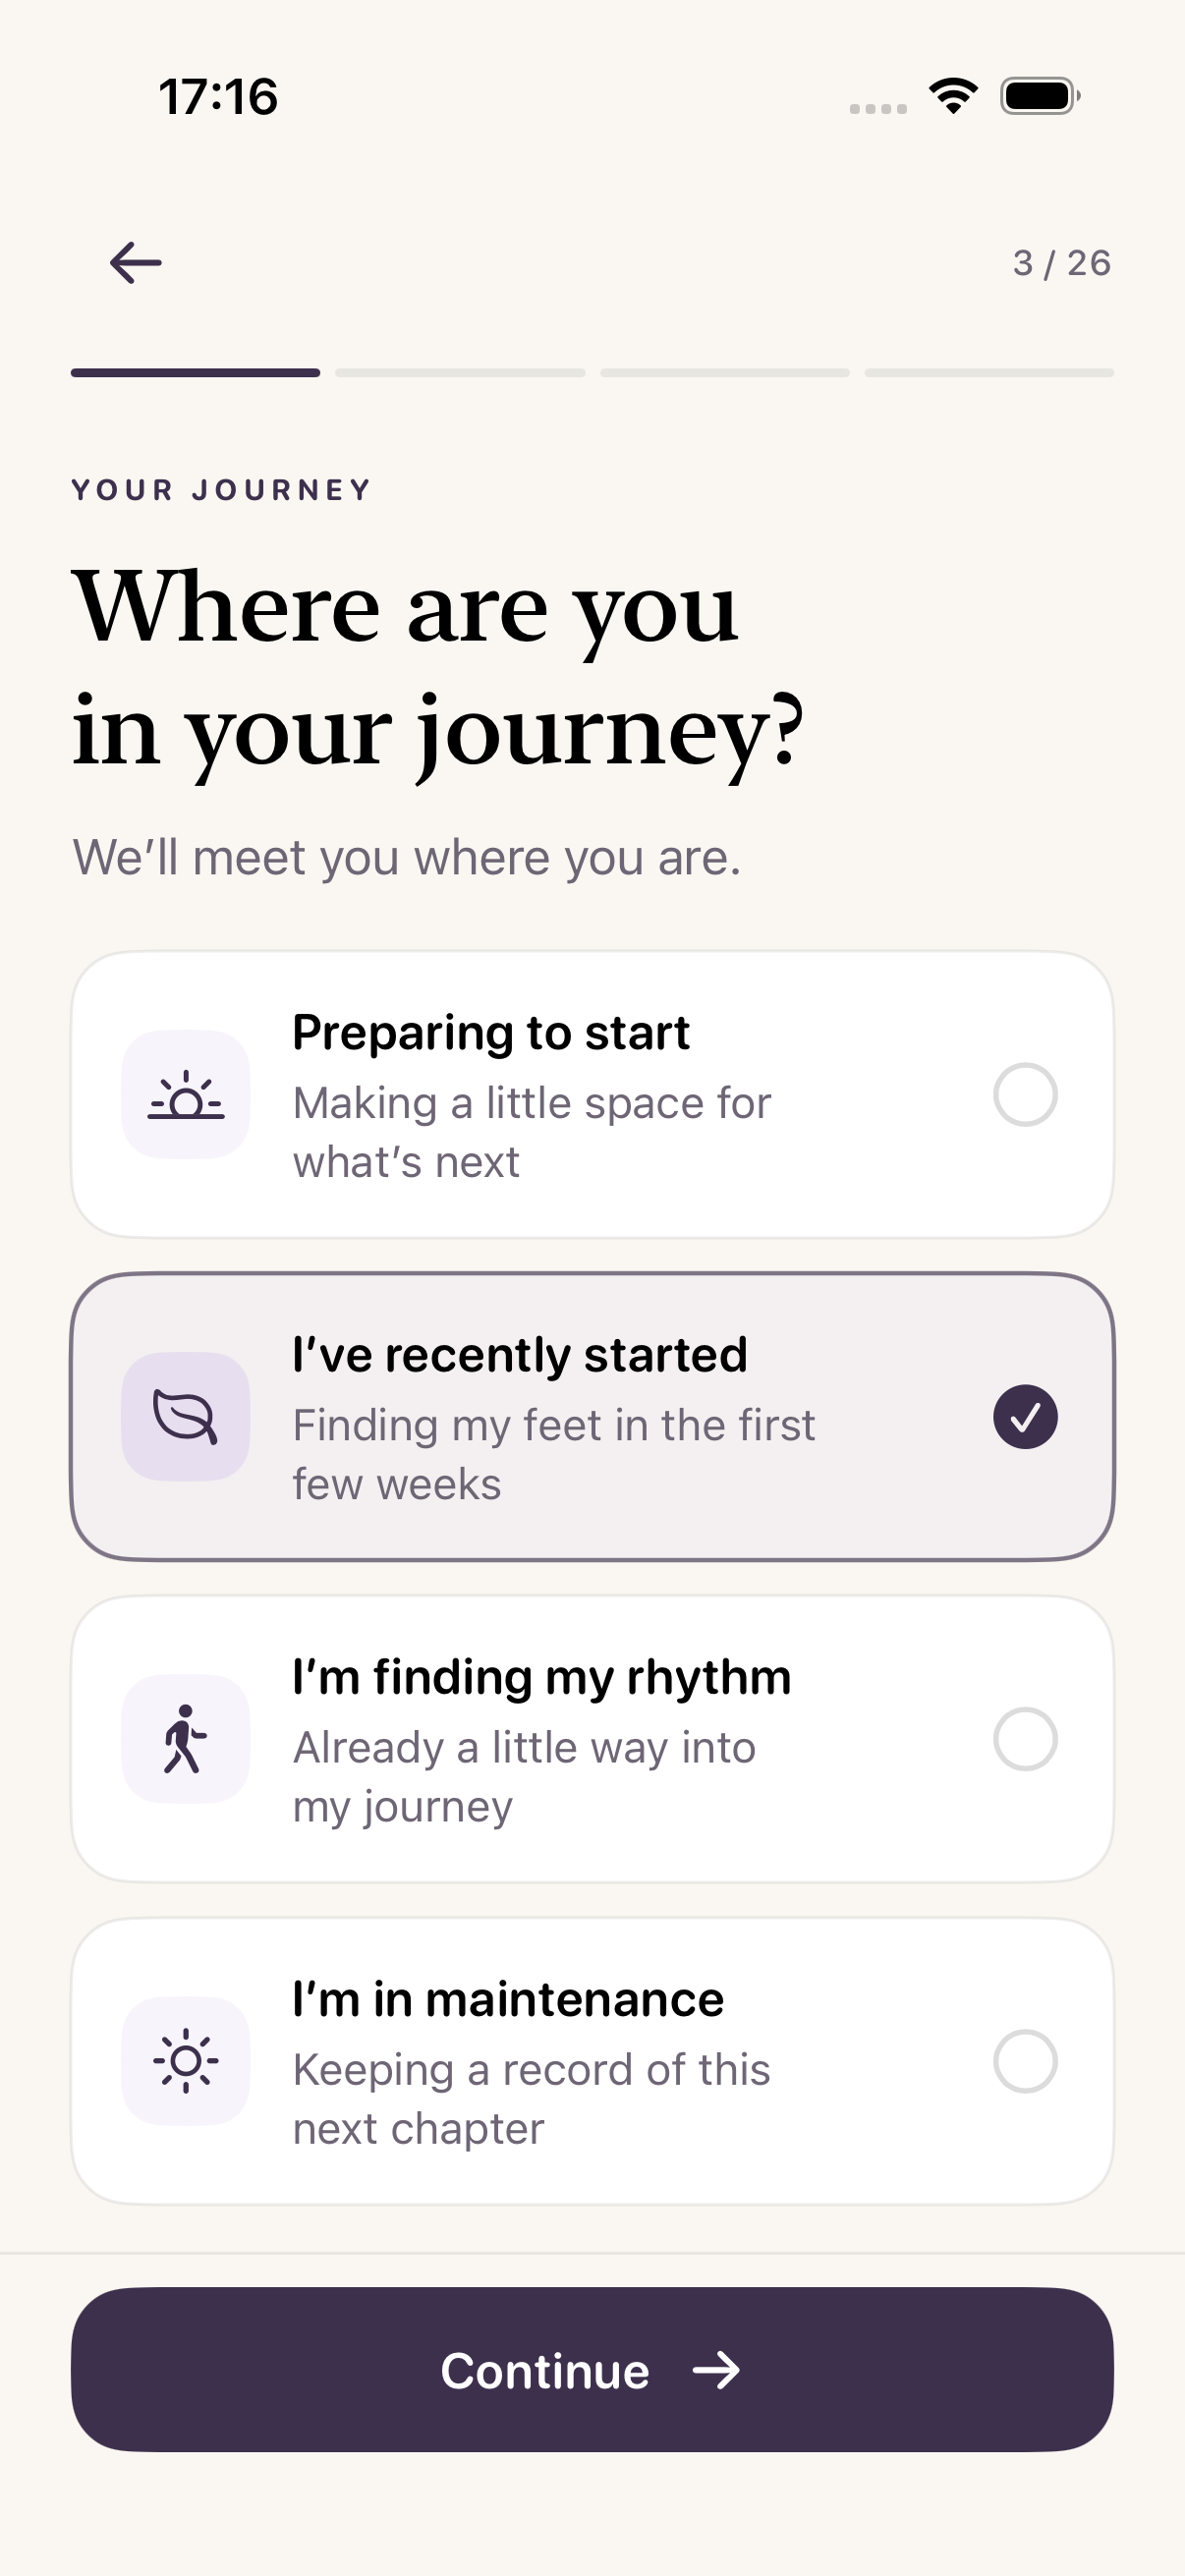 17:16
3 / 26
YOUR JOURNEY
Where are you
in your journey?
We’ll meet you where you are.
Preparing to start
Making a little space for
what’s next
I’ve recently started
Finding my feet in the first
few weeks
I’m finding my rhythm
Already a little way into
my journey
I’m in maintenance
Keeping a record of this
next chapter
Continue